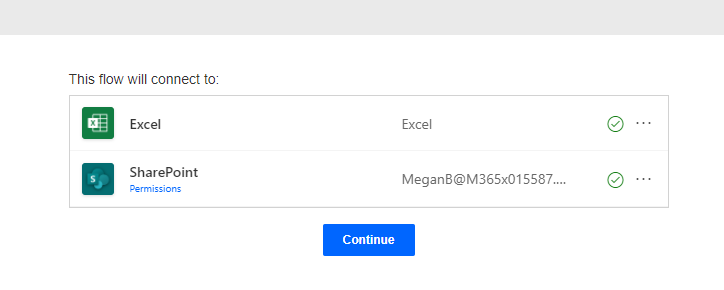 This flow will connect to:
Excel Excel
SharePoint MeganB@M365x015587....
Permissions
Continue